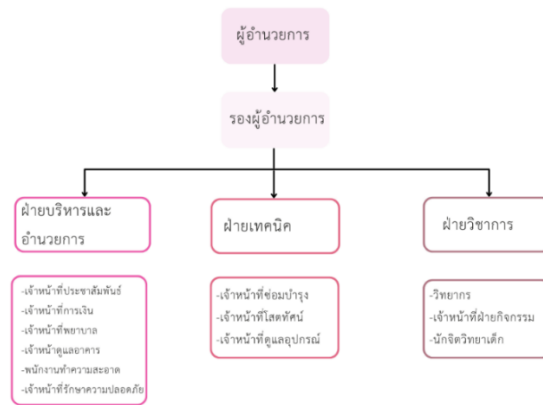 ผู้อำนวยการ
รองผู้อำนวยการ
ฝ่ายบริหารและ
อำนวยการ
-เจ้าหน้าที่ประชาสัมพันธ์
-เจ้าหน้าที่การเงิน
-เจ้าหน้าที่พยาบาล
-เจ้าหน้าดูแลอาคาร
-พนักงานทำความสะอาด
-เจ้าหน้าที่รักษาความปลอดภัย
ฝ่ายเทคนิค
-เจ้าหน้าที่ซ่อมบำรุง
-เจ้าหน้าที่โสตทัศน์
-เจ้าหน้าที่ดูแลอุปกรณ์
ฝ่ายวิชาการ
-วิทยากร
-เจ้าหน้าที่ฝ่ายกิจกรรม
-นักจิตวิทยาเด็ก